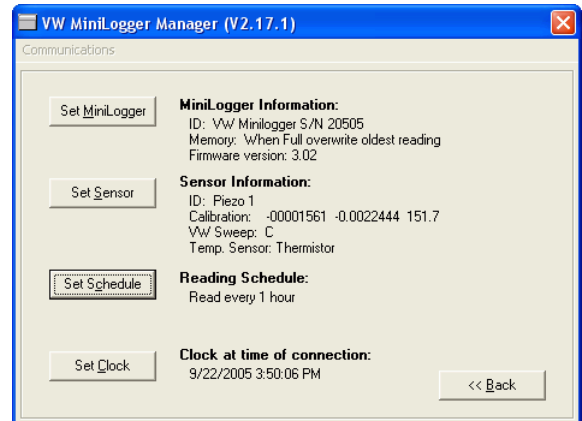 VW MiniLogger Manager (V2.17.1)
Communications
Set MiniLogger
MiniLogger Information:
ID: VW Minilogger S/N 20505
Memory: When Full overwrite oldest reading
Firmware version: 3.02
Set Sensor
Sensor Information:
ID: Piezo 1
Calibration: -00001561 -0.0022444 151.7
VW Sweep: C
Temp. Sensor: Thermistor
Set Schedule
Reading Schedule:
Read every 1 hour
Set Clock
Clock at time of connection:
9/22/2005 3:50:06 PM
<< Back